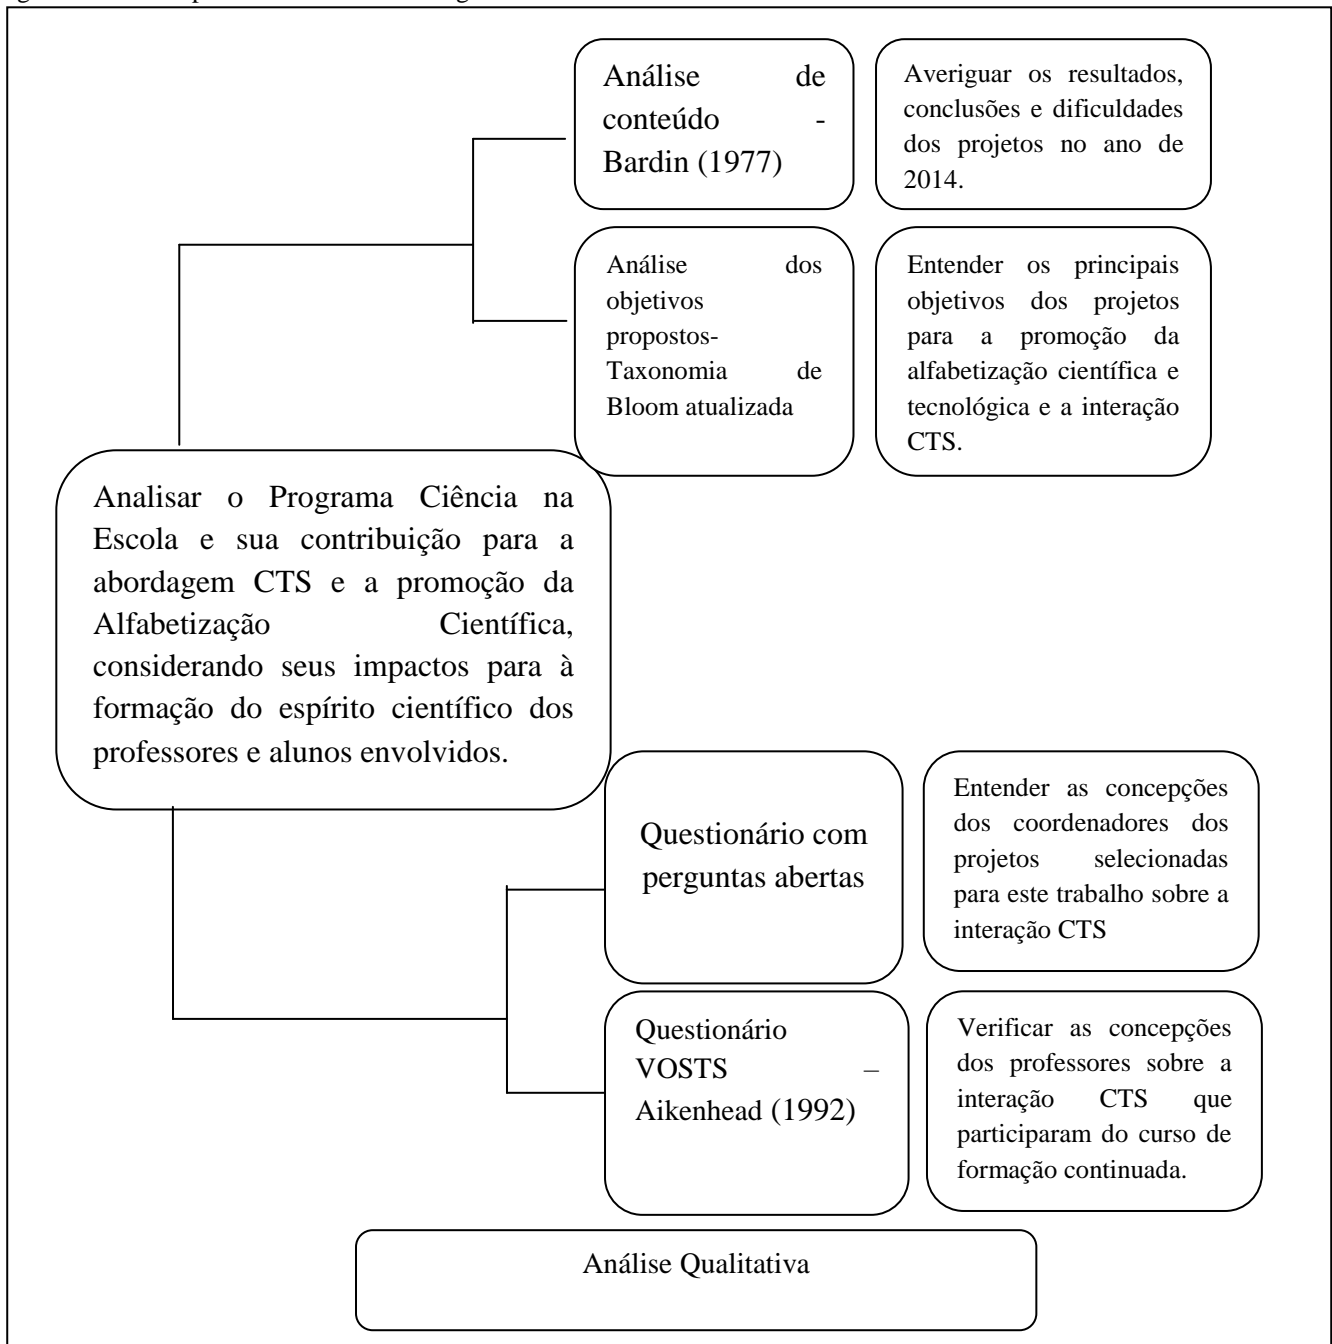 Análise de
conteúdo -
Bardin (1977)
Averiguar os resultados,
conclusões e dificuldades
dos projetos no ano de
2014.
Análise dos
objetivos
propostos-
Taxonomia de
Bloom atualizada
Entender os principais
objetivos dos projetos
para a promoção da
alfabetização científica e
tecnológica e a interação
CTS.
Analisar o Programa Ciência na
Escola e sua contribuição para a
abordagem CTS e a promoção da
Alfabetização Científica,
considerando seus impactos para à
formação do espírito científico dos
professores e alunos envolvidos.
Questionário com
perguntas abertas
Entender as concepções
dos coordenadores dos
projetos selecionadas
para este trabalho sobre a
interação CTS
Questionário
VOSTS –
Aikenhead (1992)
Verificar as concepções
dos professores sobre a
interação CTS que
participaram do curso de
formação continuada.
Análise Qualitativa